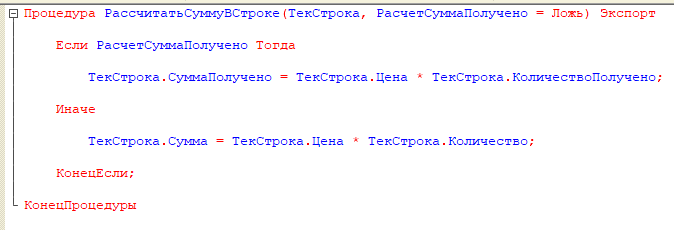 Процедура РассчитатьСуммуВСтроке(ТекСтрока, РасчетСуммаПолучено = Ложь) Экспорт
Если РасчетСуммаПолучено Тогда
ТекСтрока.СуммаПолучено = ТекСтрока.Цена * ТекСтрока.КоличествоПолучено;
Иначе
ТекСтрока.Сумма = ТекСтрока.Цена * ТекСтрока.Количество;
КонецЕсли;
КонецПроцедуры